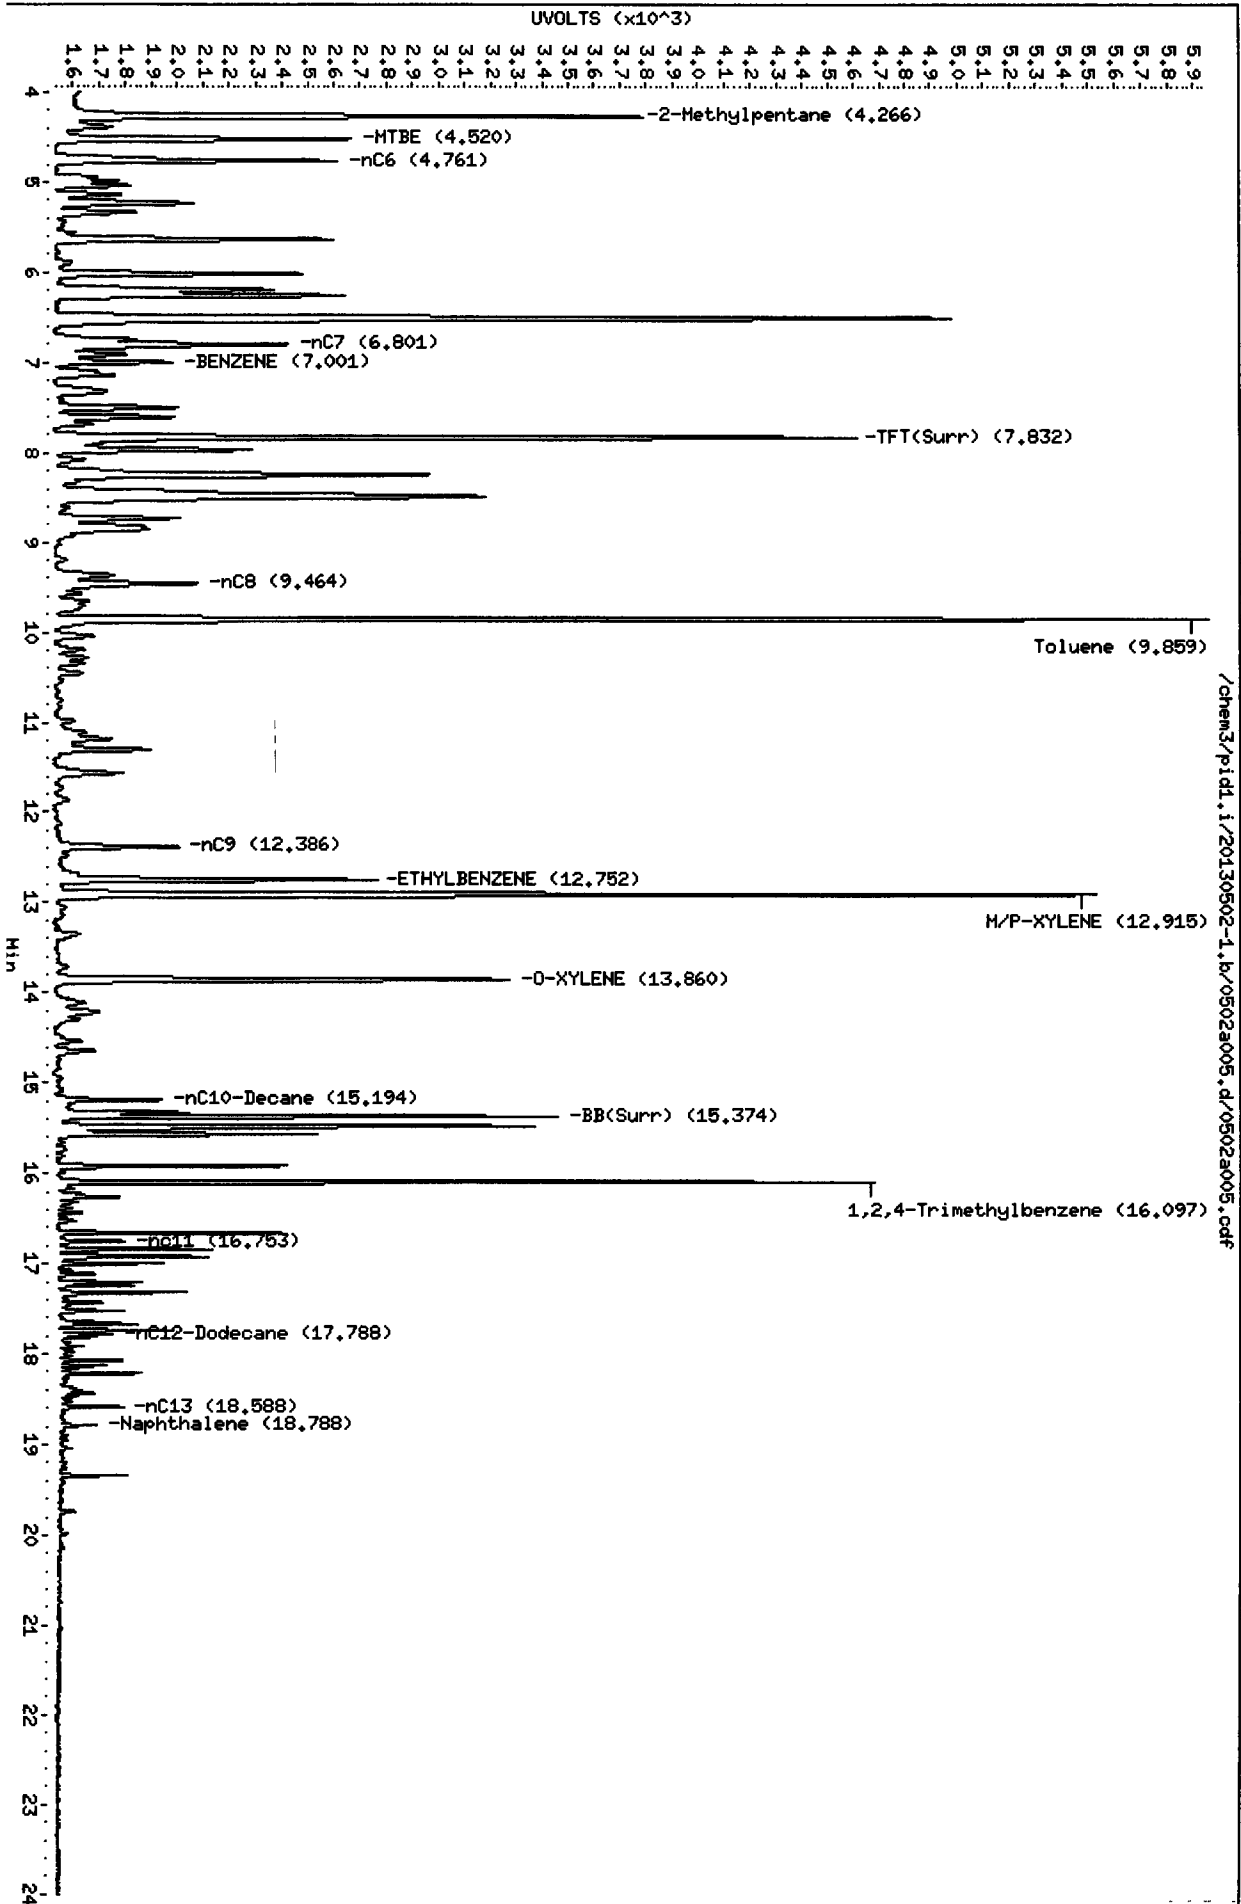 UVOLTS (x10^3)
1.6
1.7
1.8
1.9
2.0
2.1
2.2
2.3
2.4
2.5
2.6
2.7
2.8
2.9
3.0
3.1
3.2
3.3
3.4
3.5
3.6
3.7
3.8
3.9
4.0
4.1
4.2
4.3
4.4
4.5
4.6
4.7
4.8
4.9
5.0
5.1
5.2
5.3
5.4
5.5
5.6
5.7
5.8
5.9
/chem3/pid1.i/20130502-1.b/0502a005.d/0502a005.cdf
-2-Methylpentane (4.266)
-MTBE (4.520)
-nC6 (4.761)
-nC7 (6.801)
-BENZENE (7.001)
-TFT(Surr) (7.832)
-nC8 (9.464)
Toluene (9.859)
-nC9 (12.386)
-ETHYLBENZENE (12.752)
M/P-XYLENE (12.915)
-O-XYLENE (13.860)
-nC10-Decane (15.194)
-BB(Surr) (15.374)
1,2,4-Trimethylbenzene (16.097)
-nc11 (16.753)
-nC12-Dodecane (17.788)
-nC13 (18.588)
-Naphthalene (18.788)
4
5
6
7
8
9
10
11
12
13
14
15
16
17
18
19
20
21
22
23
24
Min